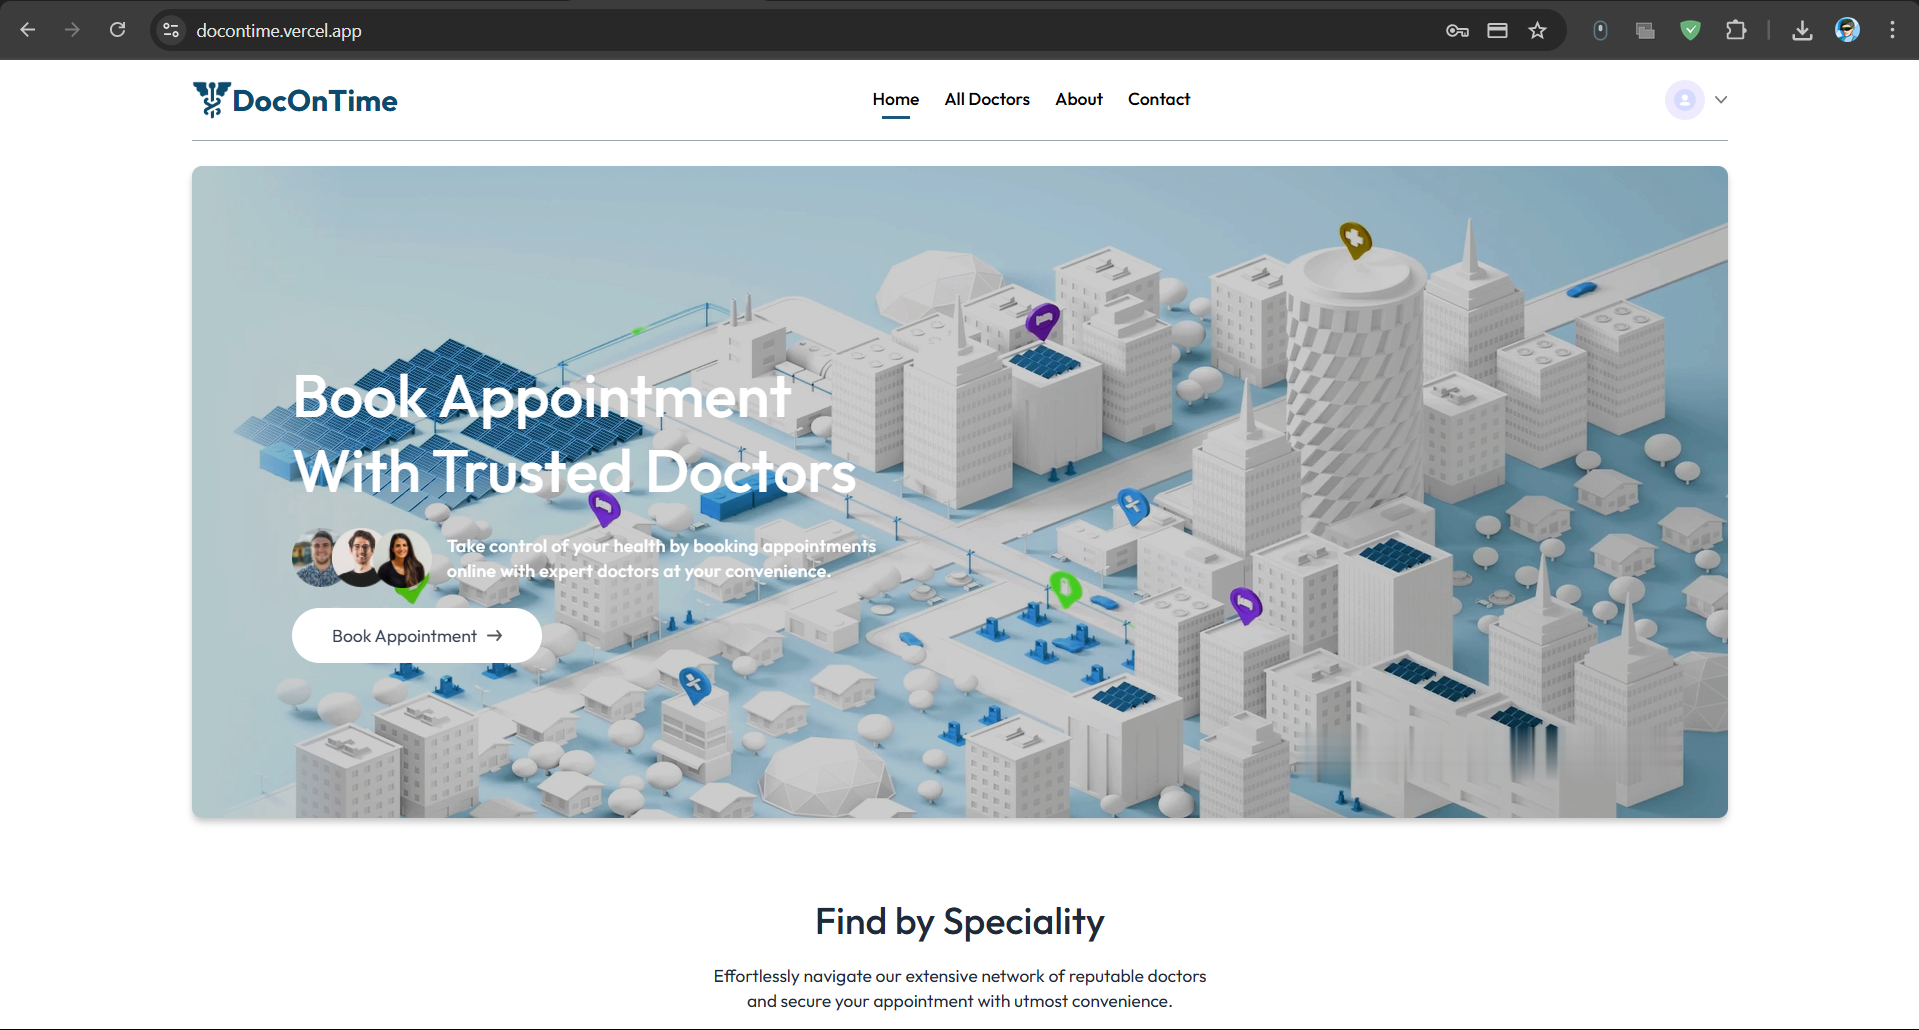 docontime.vercel.app
DocOnTime
Home
All Doctors
About
Contact
Book Appointment
With Trusted Doctors
Take control of your health by booking appointments
online with expert doctors at your convenience.
Book Appointment →
Find by Speciality
Effortlessly navigate our extensive network of reputable doctors
and secure your appointment with utmost convenience.